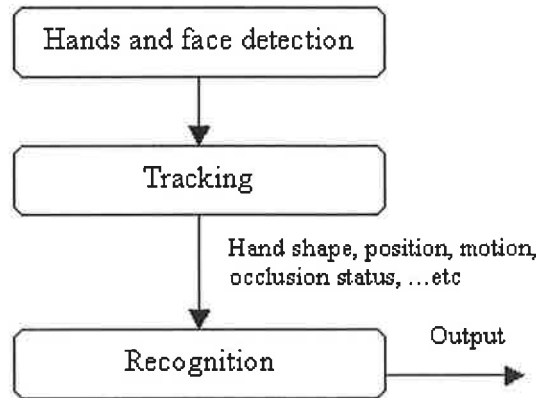 Hands and face detection
Tracking
Hand shape, position, motion,
occlusion status, ...etc
Output
Recognition